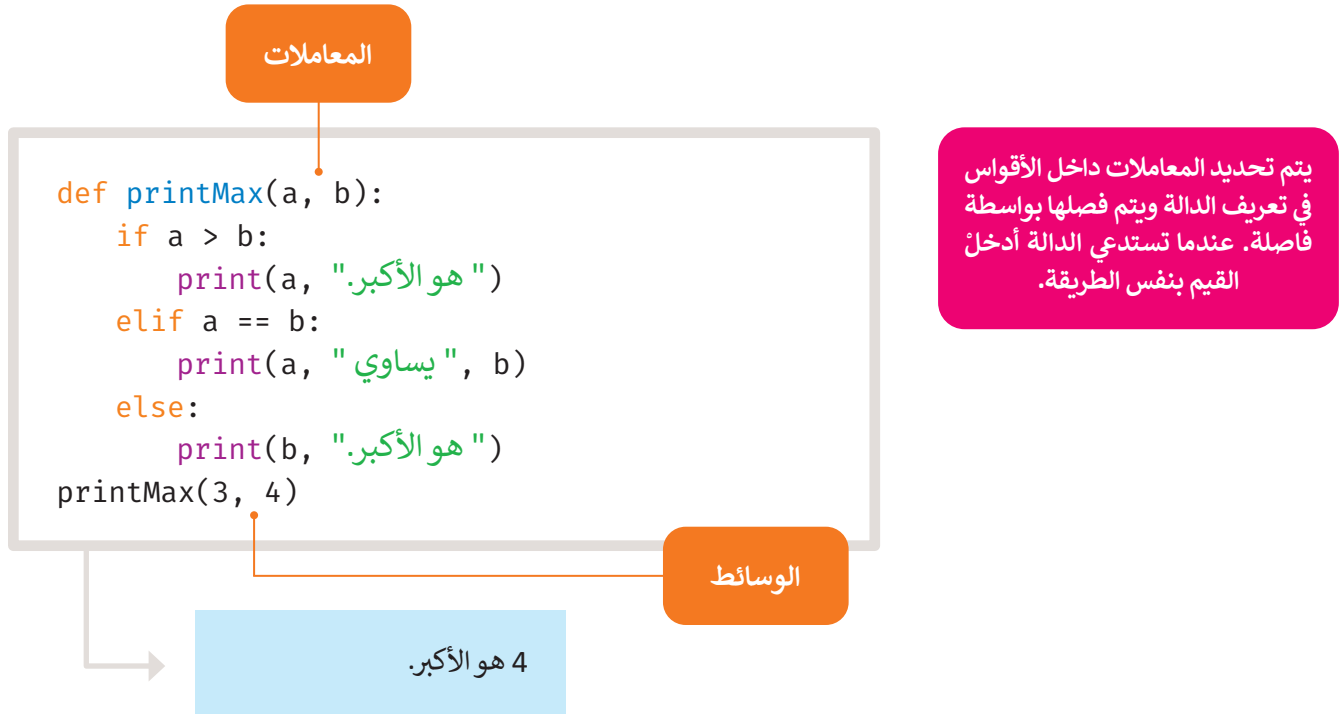 المعاملات
def printMax(a, b):
    if a > b:
        print(a, " هو الأكبر.")
    elif a == b:
        print(a, " يساوي ", b)
    else:
        print(b, " هو الأكبر.")
printMax(3, 4)
الوسائط
4 هو الأكبر.
يتم تحديد المعاملات داخل الأقواس
في تعريف الدالة ويتم فصلها بواسطة
فاصلة. عندما تستدعي الدالة أدخلْ
القيم بنفس الطريقة.